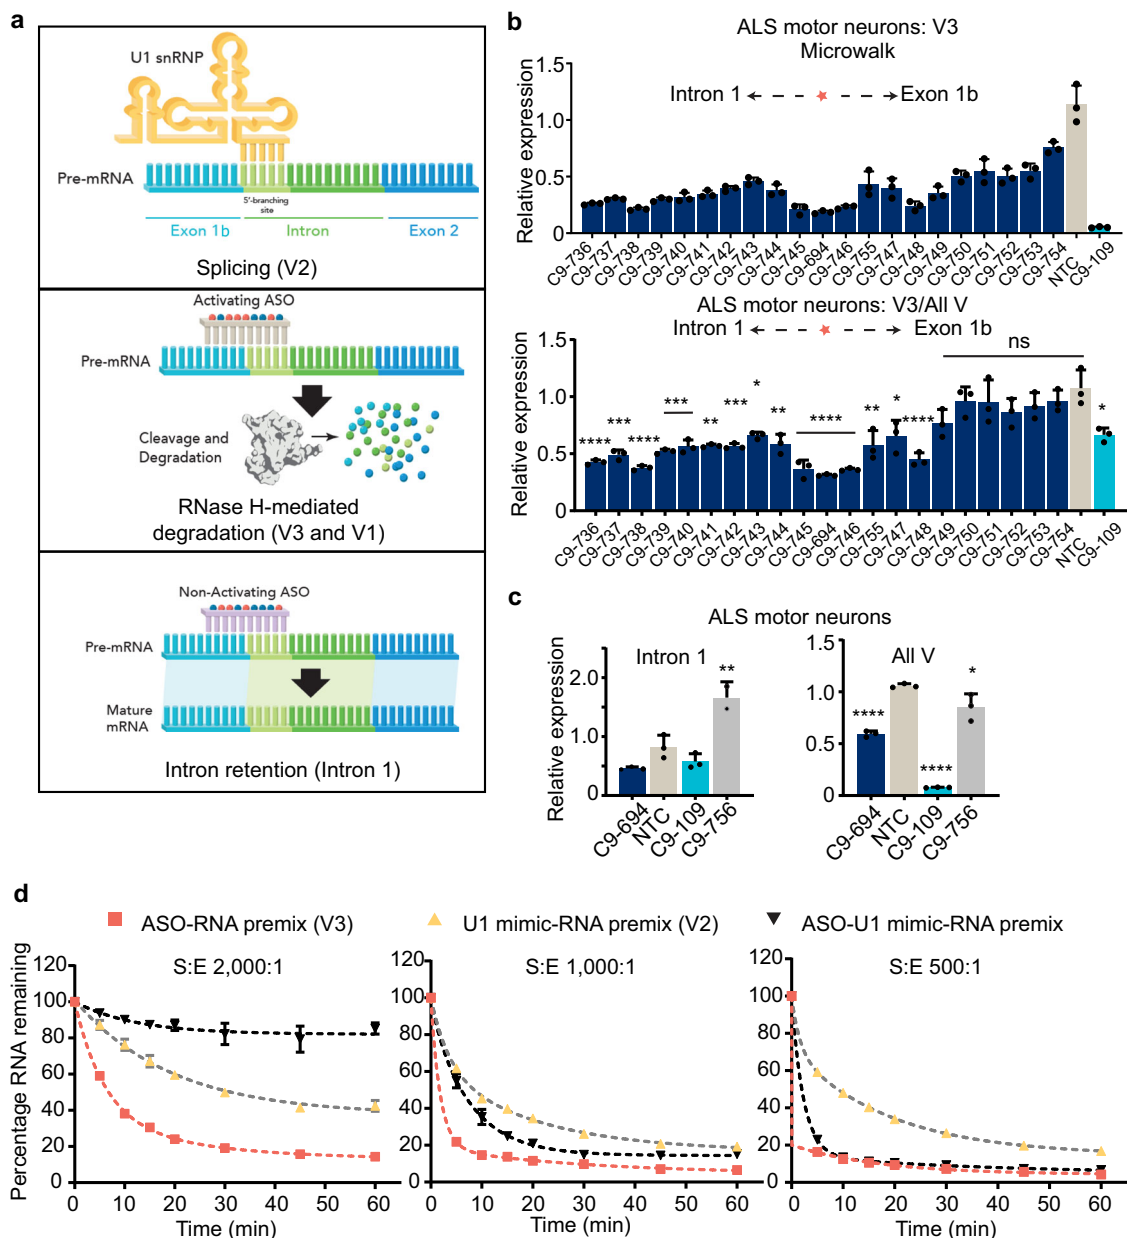 a
U1 snRNP
Pre-mRNA
5'-branching
site
Exon 1b
Intron
Exon 2
Splicing (V2)
Activating ASO
Pre-mRNA
Cleavage and
Degradation
RNase H-mediated
degradation (V3 and V1)
Non-Activating ASO
Pre-mRNA
Mature
mRNA
Intron retention (Intron 1)
b
ALS motor neurons: V3
Microwalk
Intron 1
Exon 1b
Relative expression
1.5
1.0
0.5
0
C9-736
C9-737
C9-738
C9-739
C9-740
C9-741
C9-742
C9-743
C9-744
C9-745
C9-694
C9-746
C9-755
C9-747
C9-748
C9-749
C9-750
C9-751
C9-752
C9-753
C9-754
NTC
C9-109
ALS motor neurons: V3/All V
Intron 1
Exon 1b
ns
Relative expression
1.5
1.0
0.5
0
****
***
****
***
**
***
*
**
****
**
*
****
*
C9-736
C9-737
C9-738
C9-739
C9-740
C9-741
C9-742
C9-743
C9-744
C9-745
C9-694
C9-746
C9-755
C9-747
C9-748
C9-749
C9-750
C9-751
C9-752
C9-753
C9-754
NTC
C9-109
c
ALS motor neurons
Intron 1
Relative expression
2.0
1.0
0
**
C9-694
NTC
C9-109
C9-756
All V
1.5
1.0
0.5
0
****
****
*
C9-694
NTC
C9-109
C9-756
d
ASO-RNA premix (V3)
U1 mimic-RNA premix (V2)
ASO-U1 mimic-RNA premix
Percentage RNA remaining
S:E 2,000:1
120
100
80
60
40
20
0
0 10 20 30 40 50 60
Time (min)
S:E 1,000:1
120
100
80
60
40
20
0
0 10 20 30 40 50 60
Time (min)
S:E 500:1
120
100
80
60
40
20
0
0 10 20 30 40 50 60
Time (min)